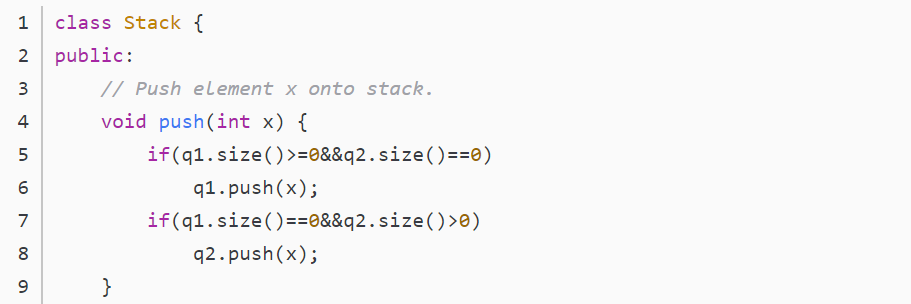 1 class Stack {
2 public:
3     // Push element x onto stack.
4     void push(int x) {
5         if(q1.size()>=0&&q2.size()==0)
6             q1.push(x);
7         if(q1.size()==0&&q2.size()>0)
8             q2.push(x);
9     }